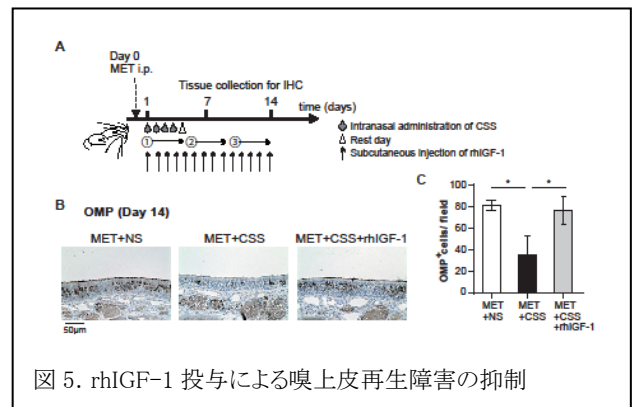 A
Day 0
MET i.p.
Tissue collection for IHC
1 7 14 time (days)
① ② ③
Intranasal administration of CSS
Rest day
Subcutaneous injection of rhIGF-1
B OMP (Day 14)
MET+NS MET+CSS MET+CSS+rhIGF-1
50μm
C
* *
OMP+cells/ field
100
80
60
40
20
0
MET
+NS
MET
+CSS
MET
+CSS
+rhIGF-1
図 5. rhIGF-1 投与による嗅上皮再生障害の抑制